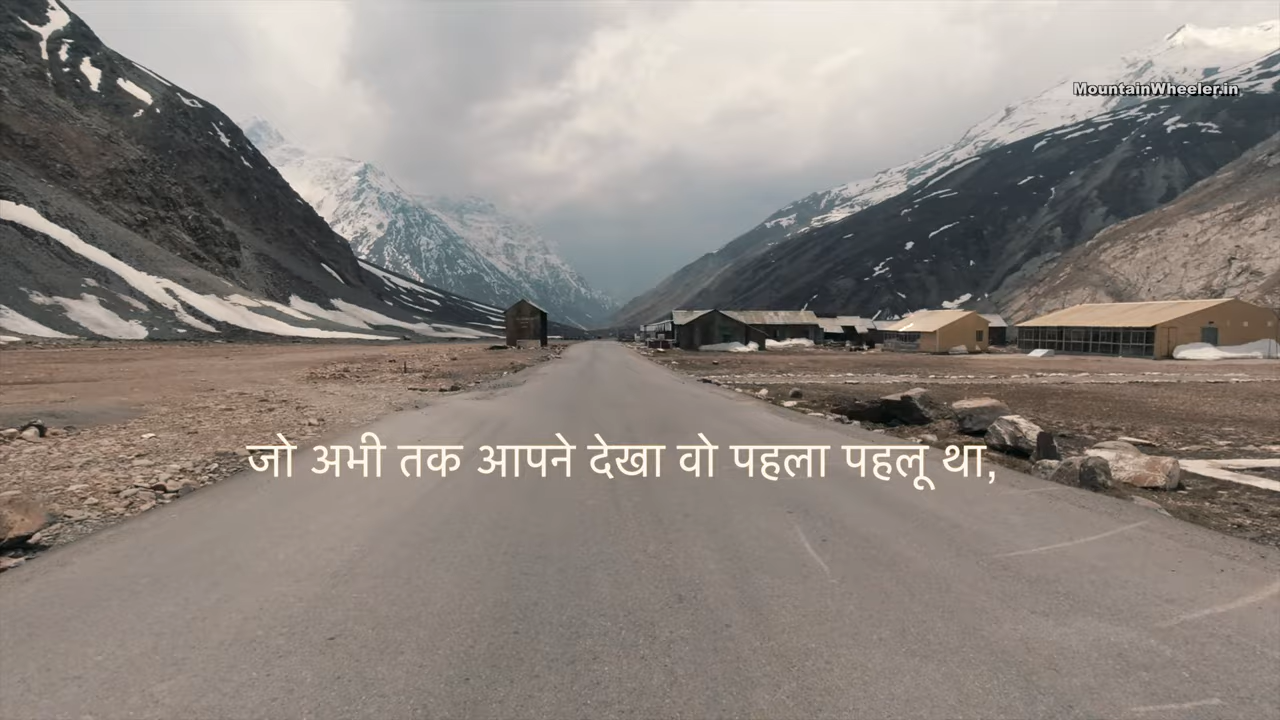 MountainWheeler.in
जो अभी तक आपने देखा वो पहला पहलू था,